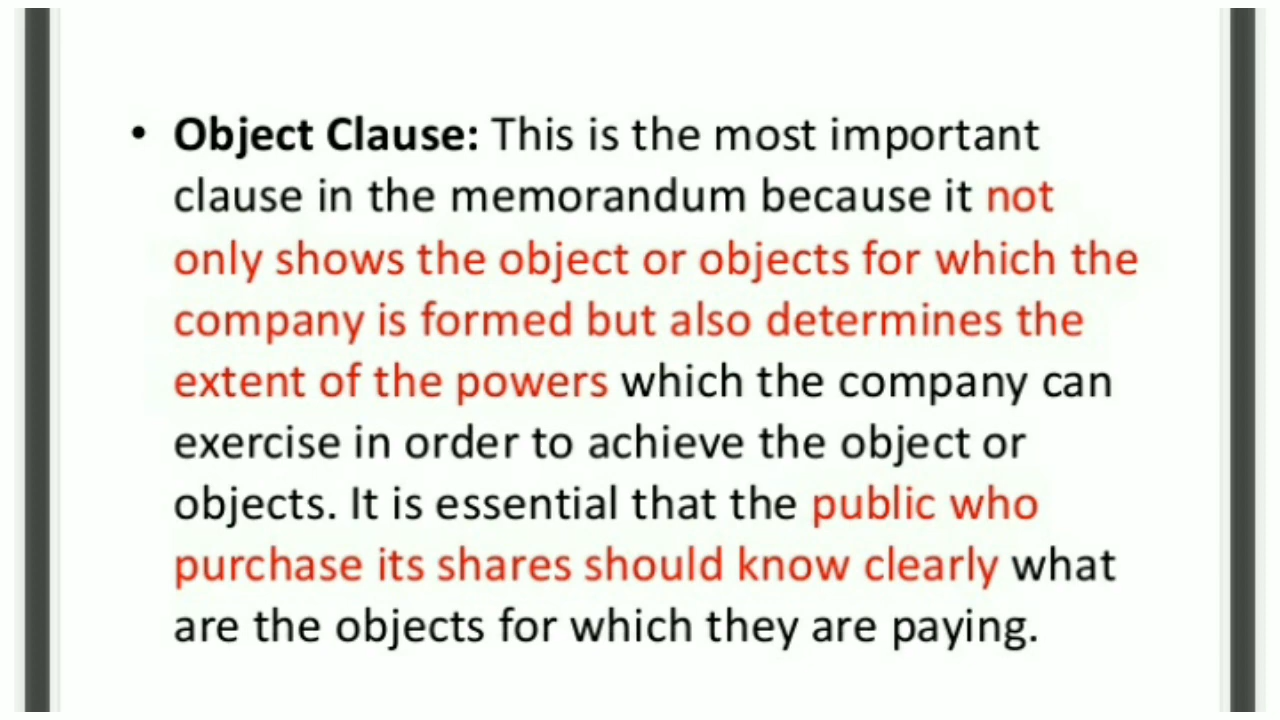 • Object Clause: This is the most important
clause in the memorandum because it not
only shows the object or objects for which the
company is formed but also determines the
extent of the powers which the company can
exercise in order to achieve the object or
objects. It is essential that the public who
purchase its shares should know clearly what
are the objects for which they are paying.